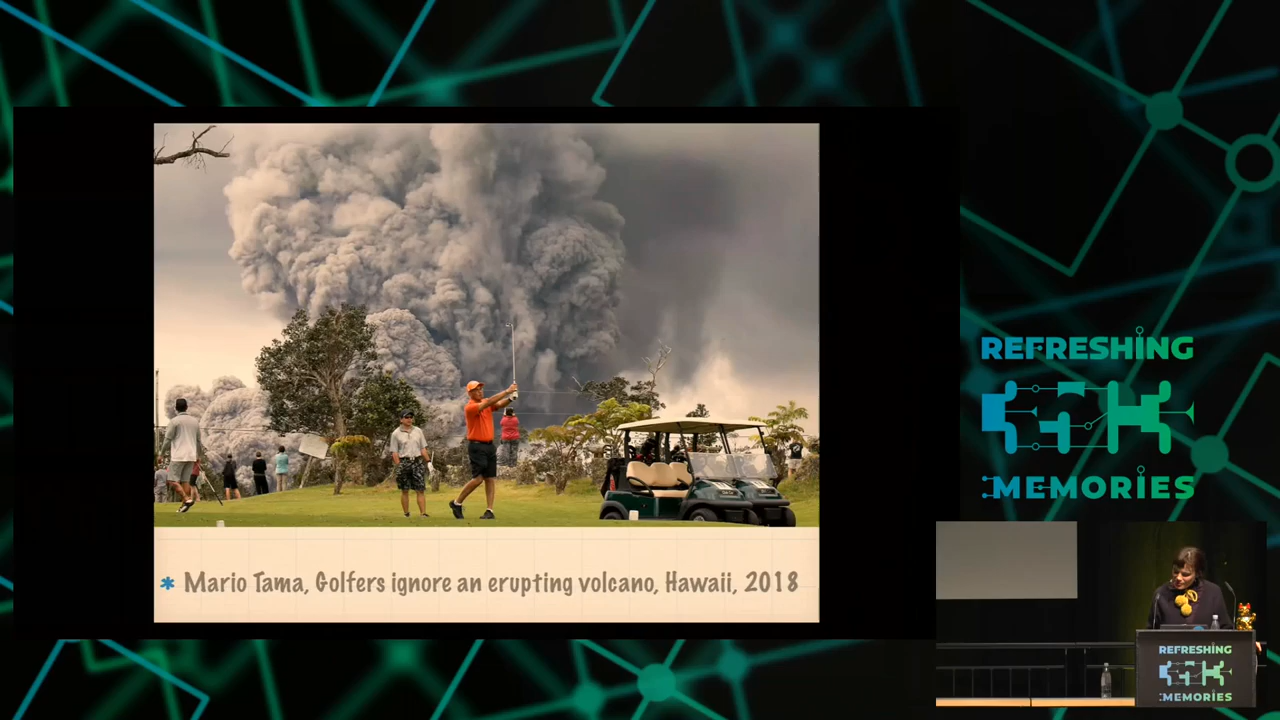 * Mario Tama, Golfers ignore an erupting volcano, Hawaii, 2018
REFRESHING
:MEMORIES
REFRESHING
:MEMORIES